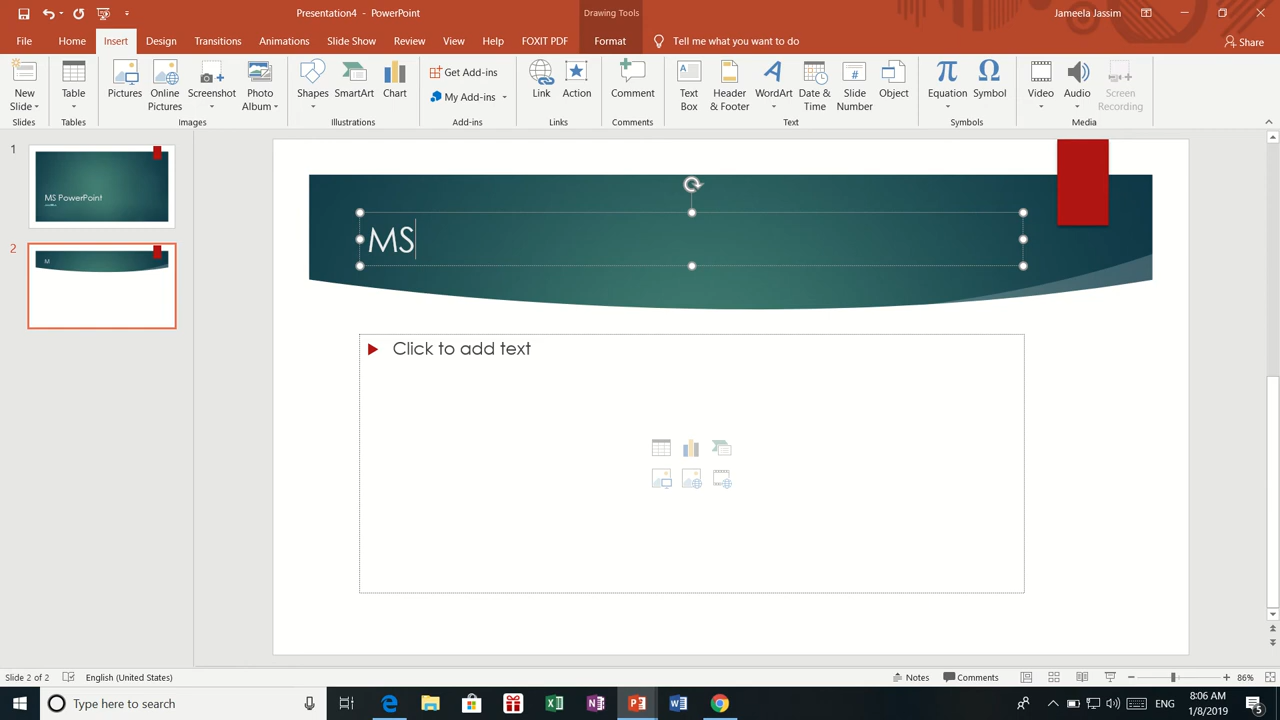 Presentation4 - PowerPoint
Drawing Tools
Jameela Jassim
File Home Insert Design Transitions Animations Slide Show Review View Help FOXIT PDF Format Tell me what you want to do Share
New Slide
Table
Pictures
Online Pictures
Screenshot
Photo Album
Shapes
SmartArt
Chart
Get Add-ins
My Add-ins
Link
Action
Comment
Text Box
Header & Footer
WordArt
Date & Time
Slide Number
Object
Equation
Symbol
Video
Audio
Screen Recording
Slides Tables Images Illustrations Add-ins Links Comments Text Symbols Media
1
MS PowerPoint
2
M
MS
Click to add text
Slide 2 of 2 English (United States) Notes Comments 86%
Type here to search
ENG
8:06 AM
1/8/2019
5